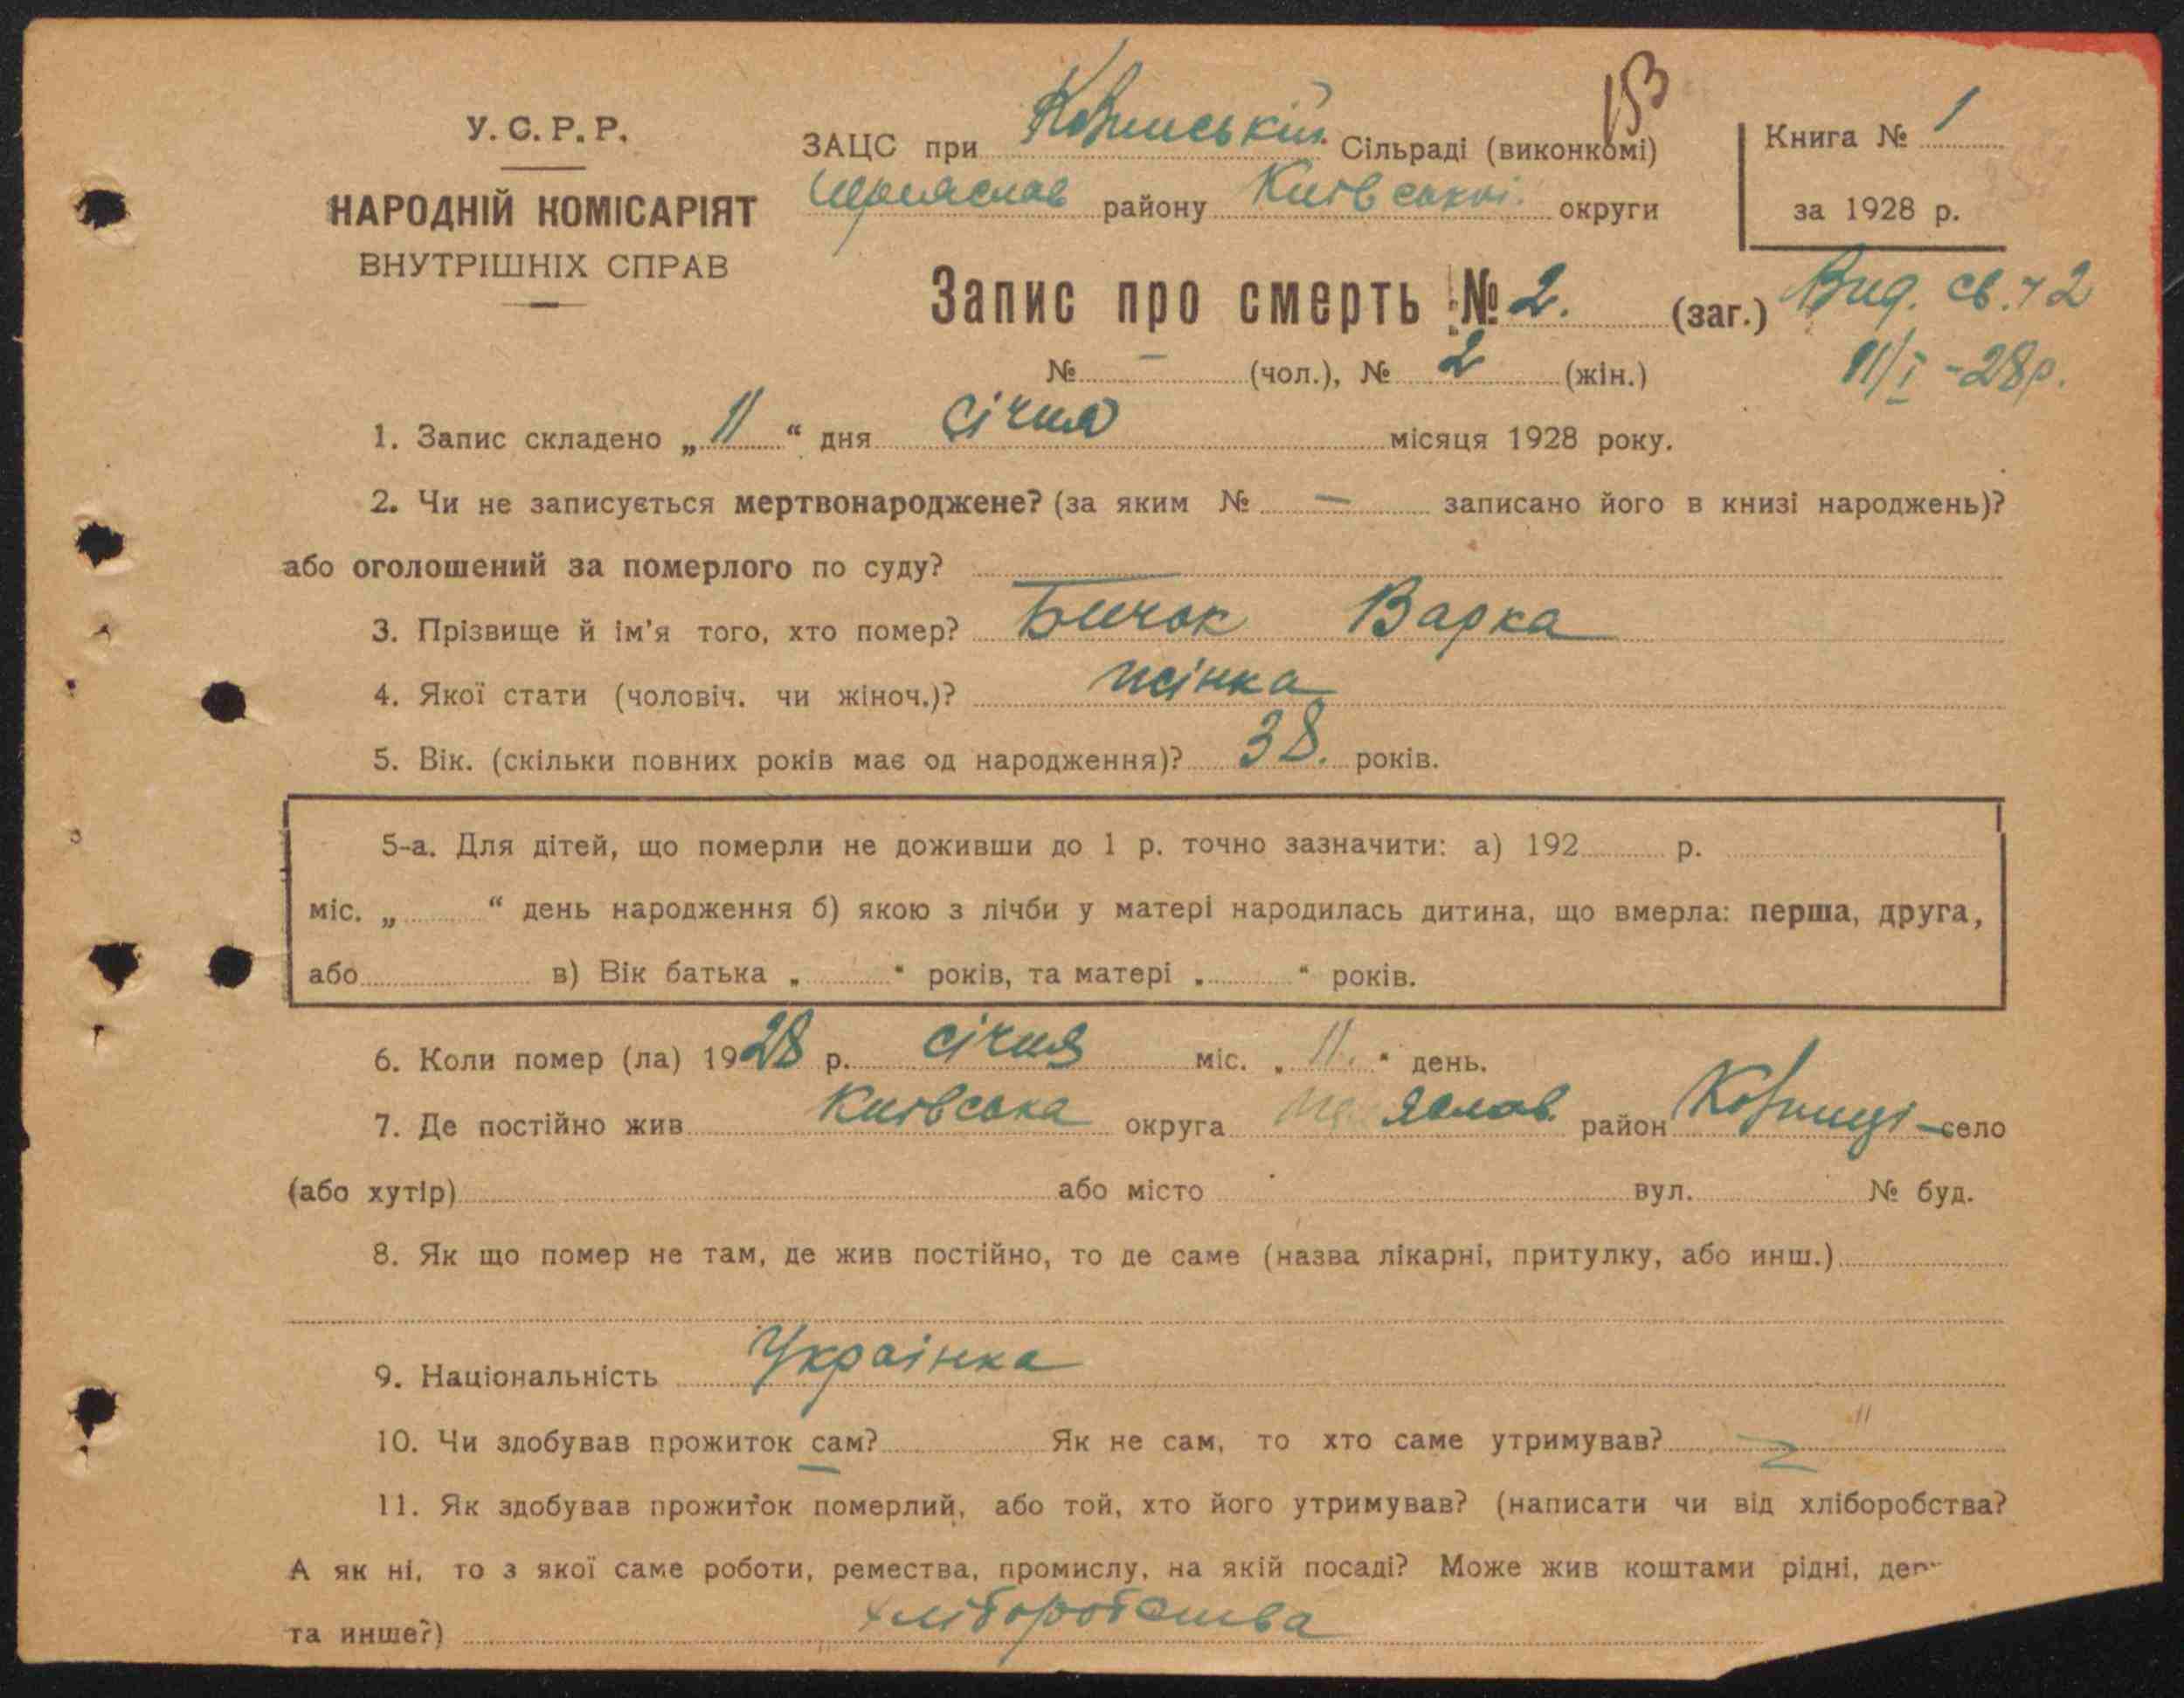 153
У. С. Р. Р.
НАРОДНІЙ КОМІСАРІЯТ
ВНУТРІШНІХ СПРАВ
ЗАЦС при Сільраді (виконкомі)
району Київської округи
Книга № 1
за 1928 р.
Запис про смерть № 2. (заг.)
Вид. св. 2
№ — (чол.), № 2 (жін.)
11/I - 28 р.
1. Запис складено „ 11 “ дня Січня місяця 1928 року.
2. Чи не записується мертвонароджене? (за яким № — записано його в книзі народжень)?
або оголошений за померлого по суду?
3. Прізвище й ім'я того, хто помер? Бичок Варка
4. Якої стати (чоловіч. чи жіноч.)? жінка
5. Вік. (скільки повних років має од народження)? 38. років.
5-а. Для дітей, що померли не доживши до 1 р. точно зазначити: а) 192 р.
міс. „ “ день народження б) якою з лічби у матері народилась дитина, що вмерла: перша, друга,
або в) Вік батька „ “ років, та матері „ “ років.
6. Коли помер (ла) 1928 р. січня міс. „ 11. “ день.
7. Де постійно жив Київська округа район село
(або хутір) або місто вул. № буд.
8. Як що помер не там, де жив постійно, то де саме (назва лікарні, притулку, або инш.)
9. Національність Українка
10. Чи здобував прожиток сам? Як не сам, то хто саме утримував?
11. Як здобував прожиток померлий, або той, хто його утримував? (написати чи від хліборобства?
А як ні, то з якої саме роботи, ремества, промислу, на якій посаді? Може жив коштами рідні, дер
та инше?) хліборобства